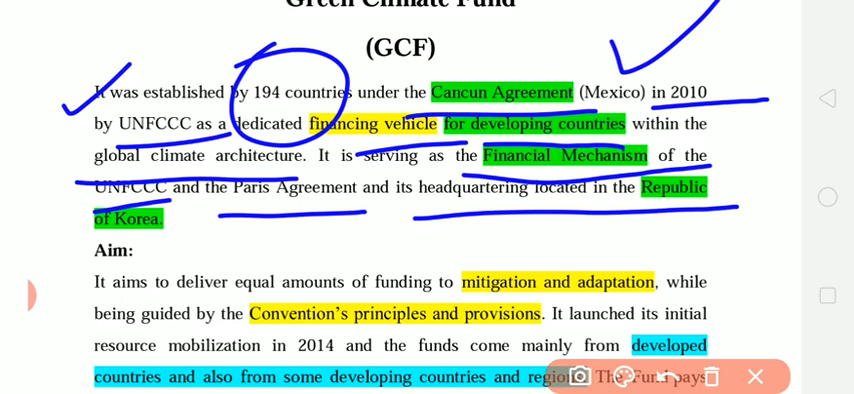 Green Climate Fund
(GCF)
It was established by 194 countries under the Cancun Agreement (Mexico) in 2010
by UNFCCC as a dedicated financing vehicle for developing countries within the
global climate architecture. It is serving as the Financial Mechanism of the
UNFCCC and the Paris Agreement and its headquartering located in the Republic
of Korea.
Aim:
It aims to deliver equal amounts of funding to mitigation and adaptation, while
being guided by the Convention's principles and provisions. It launched its initial
resource mobilization in 2014 and the funds come mainly from developed
countries and also from some developing countries and region. The Fund pays